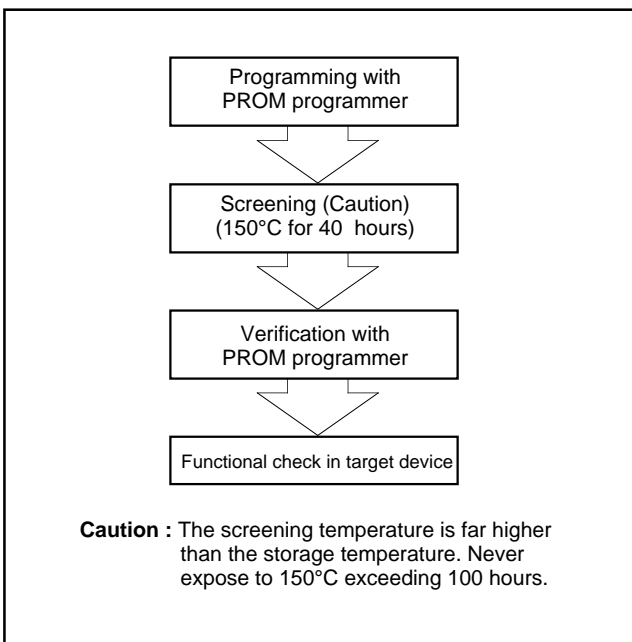 Programming with
PROM programmer
Screening (Caution)
(150°C for 40 hours)
Verification with
PROM programmer
Functional check in target device
Caution : The screening temperature is far higher
than the storage temperature. Never
expose to 150°C exceeding 100 hours.